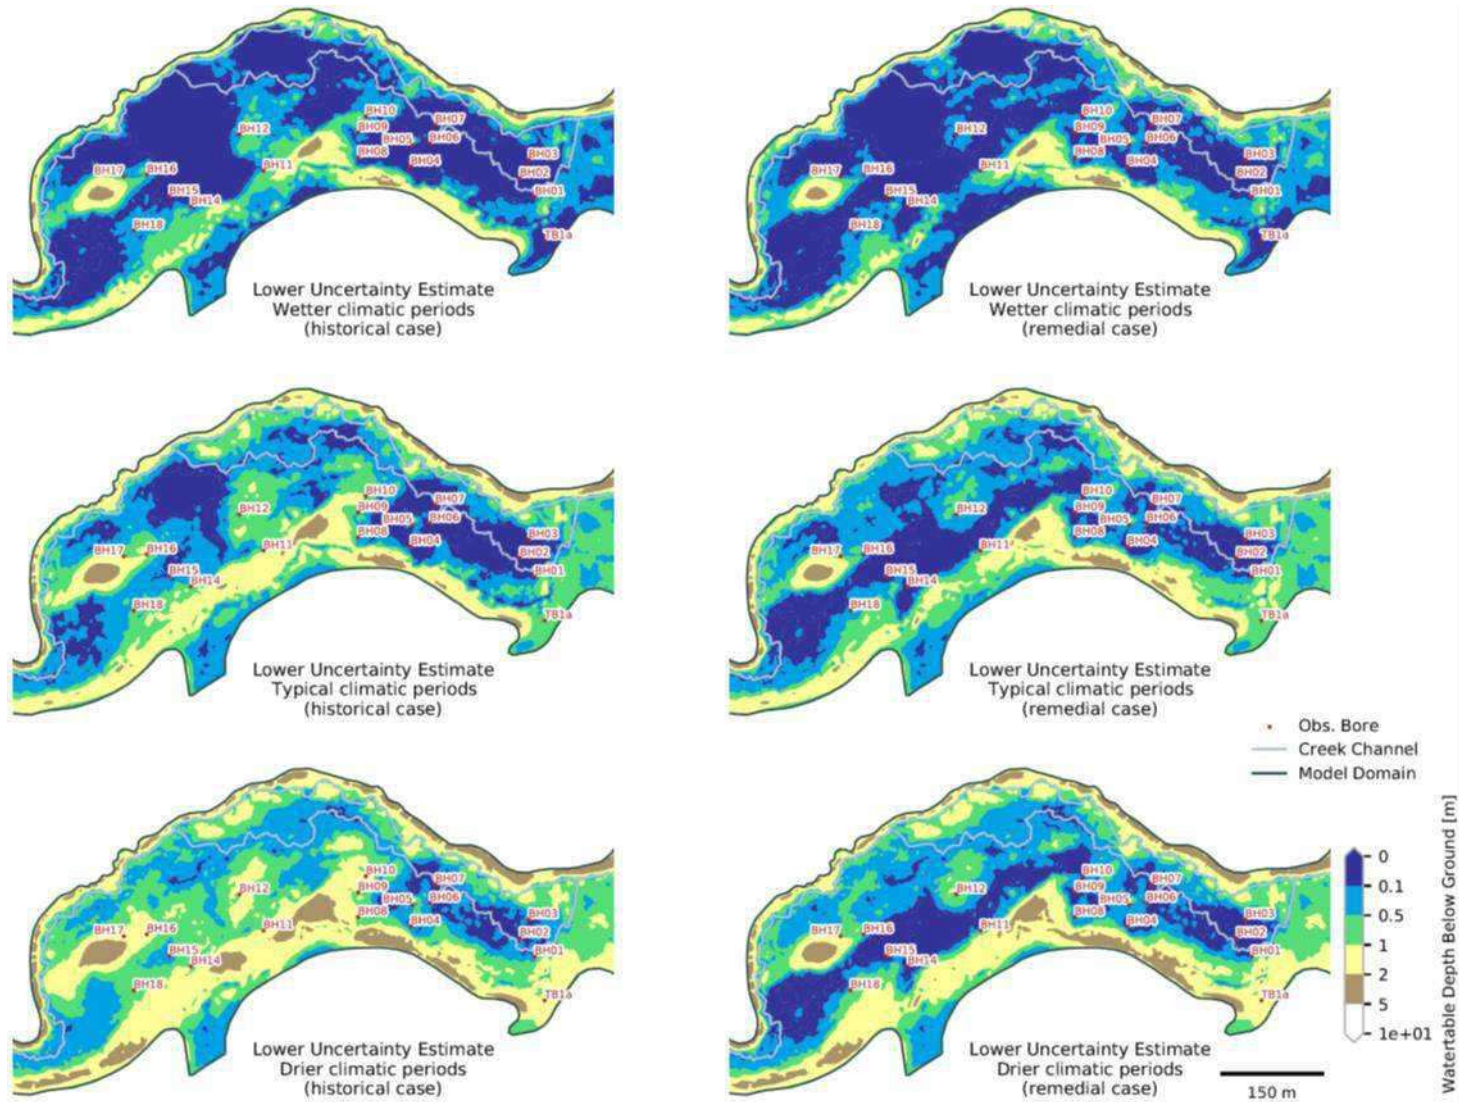 BH10
BH09
BH07
BH12
BH05
BH06
BH08
BH04
BH03
BH11
BH02
BH17
BH16
BH01
BH15
BH14
BH18
TB1a
Lower Uncertainty Estimate
Wetter climatic periods
(historical case)
BH10
BH09
BH07
BH12
BH05
BH06
BH08
BH04
BH03
BH11
BH02
BH17
BH16
BH01
BH15
BH14
BH18
TB1a
Lower Uncertainty Estimate
Wetter climatic periods
(remedial case)
BH10
BH09
BH07
BH12
BH05
BH06
BH08
BH04
BH03
BH11
BH02
BH17
BH16
BH01
BH15
BH14
BH18
TB1a
Lower Uncertainty Estimate
Typical climatic periods
(historical case)
BH10
BH09
BH07
BH12
BH05
BH06
BH08
BH04
BH03
BH11
BH02
BH17
BH16
BH01
BH15
BH14
BH18
TB1a
Lower Uncertainty Estimate
Typical climatic periods
(remedial case)
Obs. Bore
Creek Channel
Model Domain
BH10
BH09
BH07
BH12
BH05
BH06
BH08
BH04
BH03
BH11
BH02
BH17
BH16
BH01
BH15
BH14
BH18
TB1a
Lower Uncertainty Estimate
Drier climatic periods
(historical case)
BH10
BH09
BH07
BH12
BH05
BH06
BH08
BH04
BH03
BH11
BH02
BH17
BH16
BH01
BH15
BH14
BH18
TB1a
Lower Uncertainty Estimate
Drier climatic periods
(remedial case)
0
0.1
0.5
1
2
5
1e+01
Watertable Depth Below Ground [m]
150 m